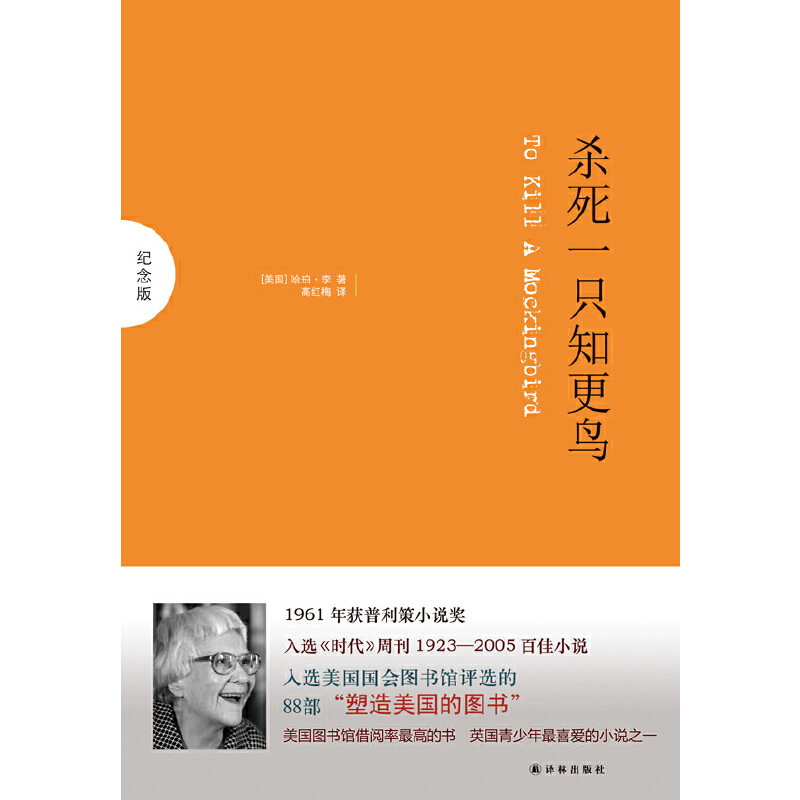 杀死一只知更鸟
To Kill A Mockingbird
纪念版
[美国] 哈珀·李 著
高红梅 译
1961 年获普利策小说奖
入选《时代》周刊 1923—2005 百佳小说
入选美国国会图书馆评选的
88部 “塑造美国的图书”
美国图书馆借阅率最高的书 英国青少年最喜爱的小说之一
译林出版社